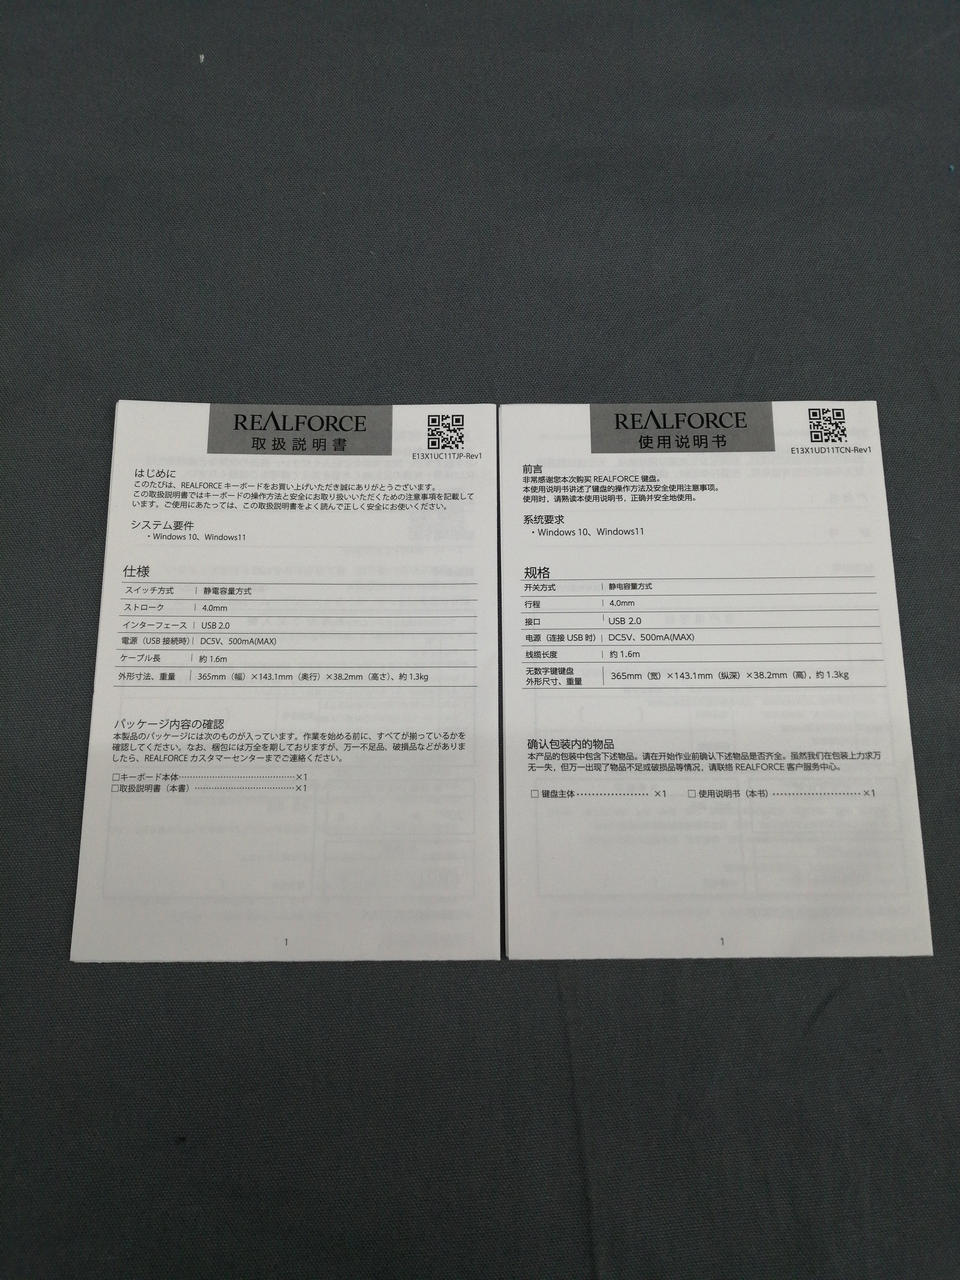 REALFORCE
取扱説明書
E13X1UC11TJP-Rev1
はじめに
このたびは、REALFORCE キーボードをお買い上げいただき誠にありがとうございます。
この取扱説明書ではキーボードの操作方法と安全にお取り扱いいただくための注意事項を記載して
います。ご使用にあたっては、この取扱説明書をよく読んで正しく安全にお使いください。
システム要件
・Windows 10、Windows11
仕様
スイッチ方式 静電容量方式
ストローク 4.0mm
インターフェース USB 2.0
電源（USB 接続時） DC5V、500mA(MAX)
ケーブル長 約 1.6m
外形寸法、重量 365mm（幅）×143.1mm（奥行）×38.2mm（高さ）、約 1.3kg
パッケージ内容の確認
本製品のパッケージには次のものが入っています。作業を始める前に、すべてが揃っているかを
確認してください。なお、梱包には万全を期しておりますが、万一不足品、破損品などがありま
したら、REALFORCE カスタマーセンターまでご連絡ください。
□キーボード本体……………………………×1
□取扱説明書（本書）…………………………×1
1
REALFORCE
使用说明书
E13X1UD11TCN-Rev1
前言
非常感谢您本次购买 REALFORCE 键盘。
本使用说明书讲述了键盘的操作方法及安全使用注意事项。
使用时，请熟读本使用说明书，正确并安全地使用。
系统要求
・Windows 10、Windows11
规格
开关方式 静电容量方式
行程 4.0mm
接口 USB 2.0
电源（连接 USB 时） DC5V、500mA(MAX)
线缆长度 约 1.6m
无数字键键盘
外形尺寸、重量 365mm（宽）×143.1mm（纵深）×38.2mm（高），约 1.3kg
确认包装内的物品
本产品的包装中包含下述物品。请在开始作业前确认下述物品是否齐全。虽然我们在包装上力求万
无一失，但万一出现了物品不足或破损品等情况，请联络 REALFORCE 客户服务中心。
□ 键盘主体………………… ×1 □ 使用说明书（本书）……………………×1
1